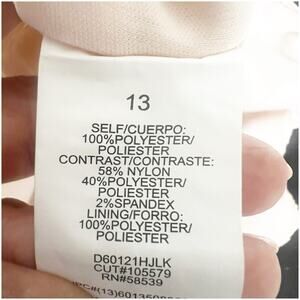 13
SELF/CUERPO:
100%POLYESTER/
POLIESTER
CONTRAST/CONTRASTE:
58% NYLON
40%POLYESTER/
POLIESTER
2%SPANDEX
LINING/FORRO:
100%POLYESTER/
POLIESTER
D60121HJLK
CUT#105579
RN#58539